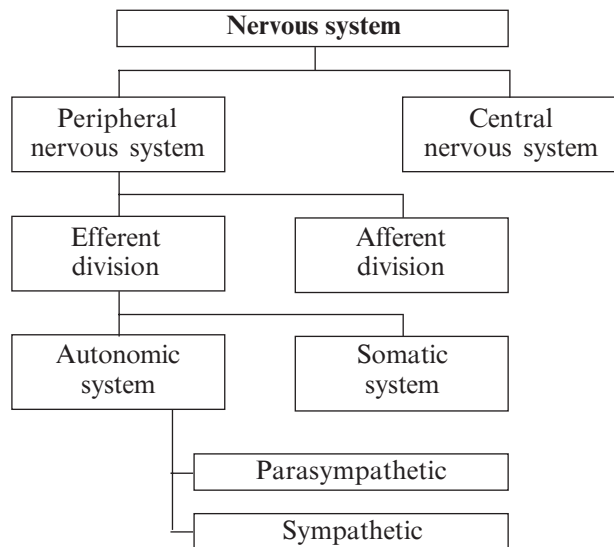 Nervous system
Peripheral
nervous system
Central
nervous system
Efferent
division
Afferent
division
Autonomic
system
Somatic
system
Parasympathetic
Sympathetic